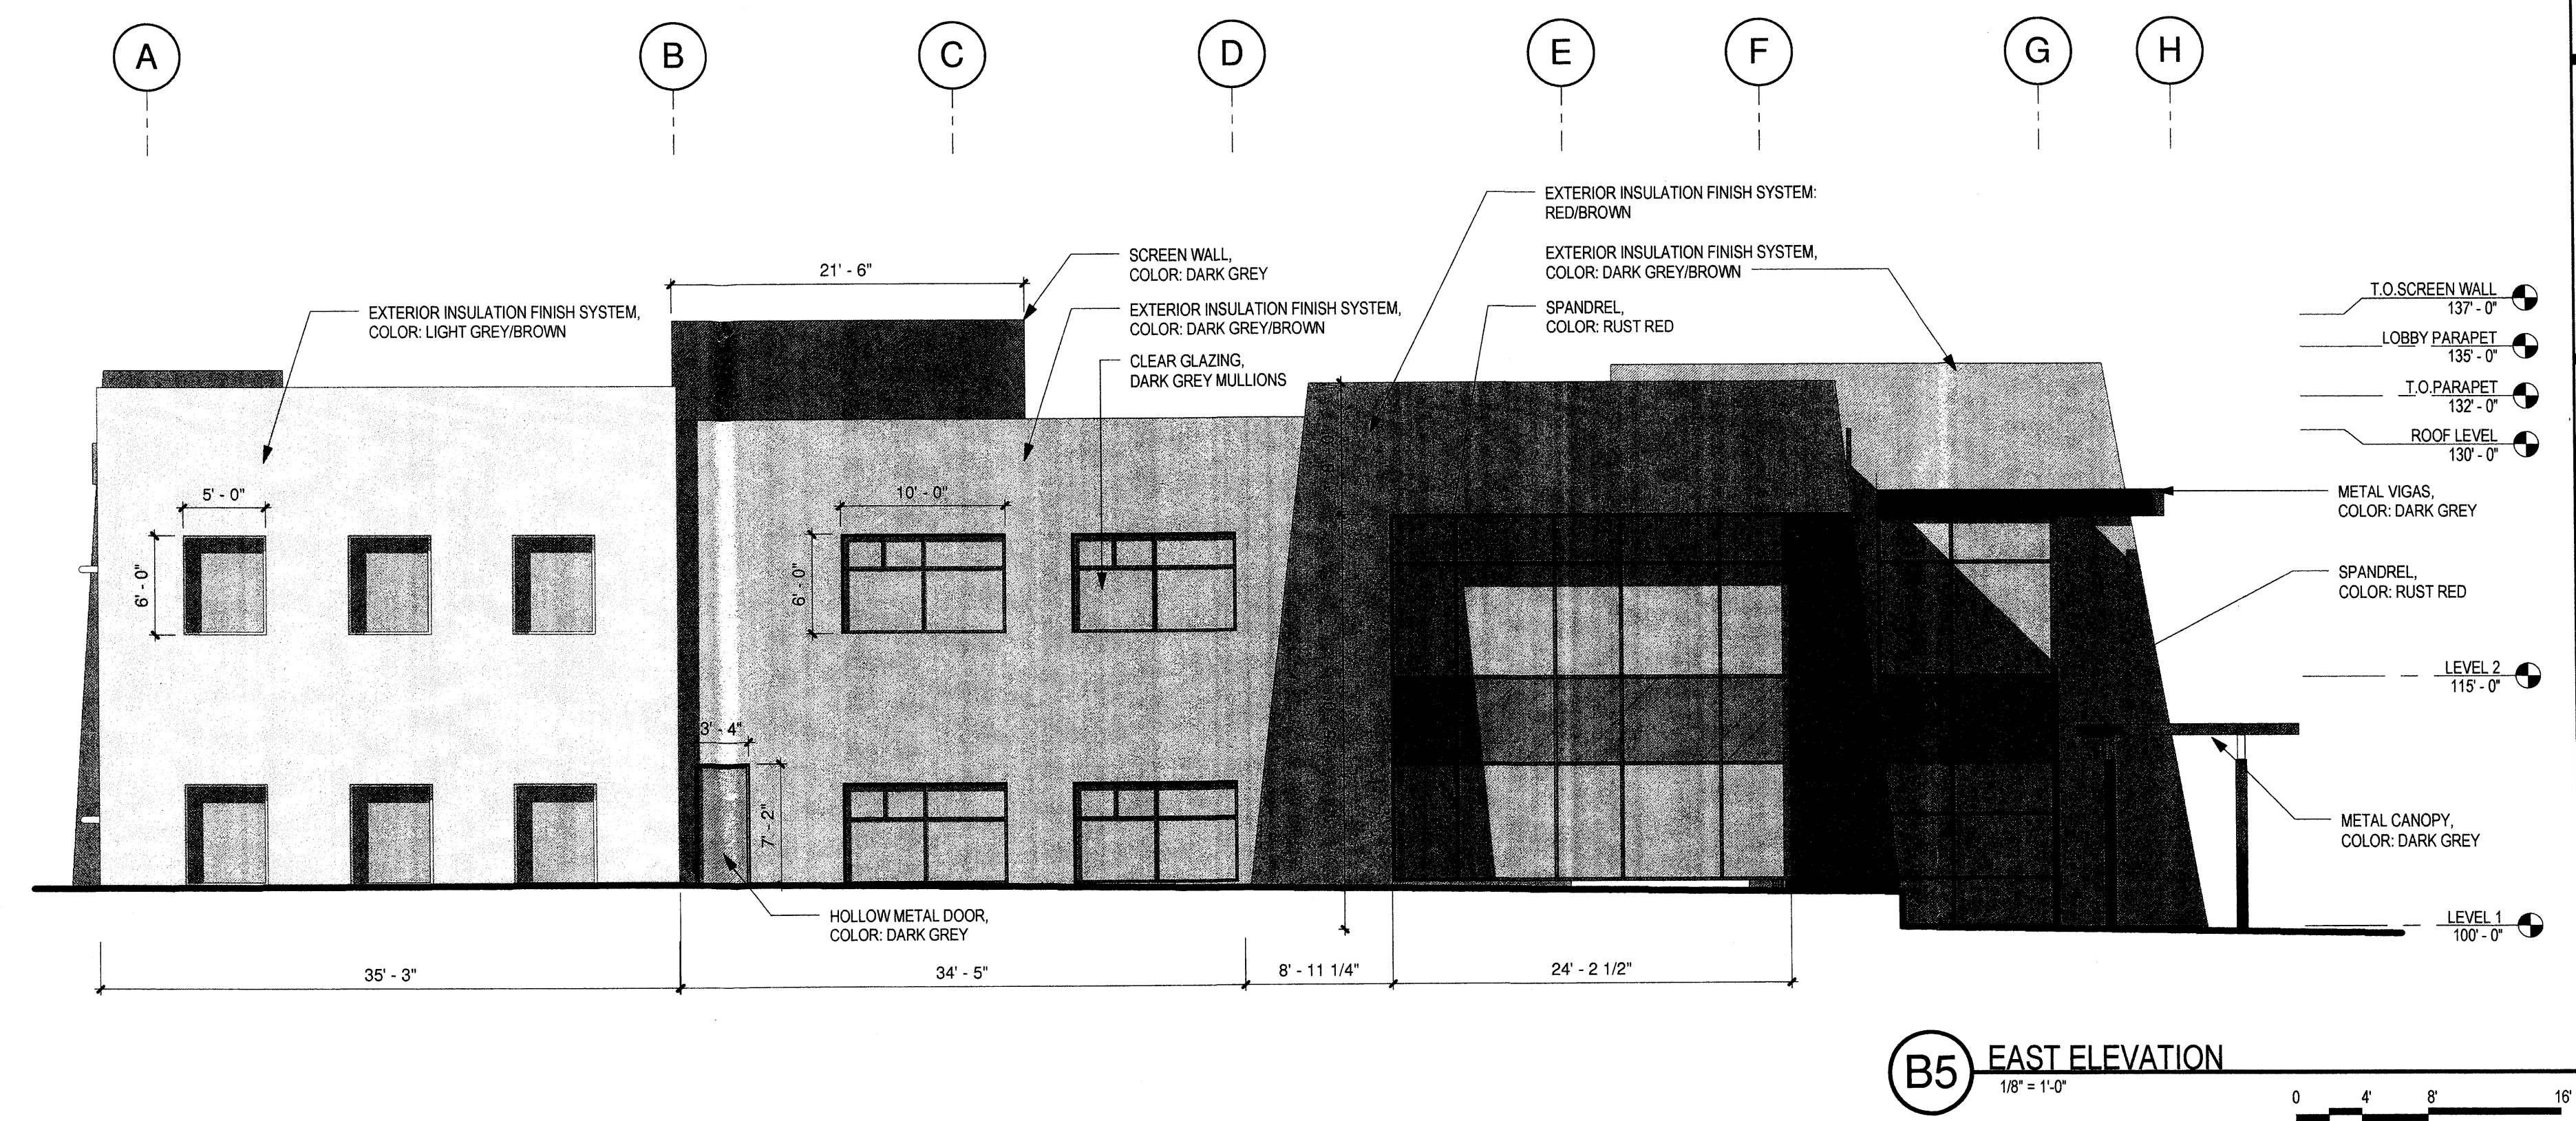 A
B
C
D
E
F
G
H
EXTERIOR INSULATION FINISH SYSTEM:
RED/BROWN
EXTERIOR INSULATION FINISH SYSTEM,
COLOR: DARK GREY/BROWN
SPANDREL,
COLOR: RUST RED
SCREEN WALL,
COLOR: DARK GREY
EXTERIOR INSULATION FINISH SYSTEM,
COLOR: DARK GREY/BROWN
CLEAR GLAZING,
DARK GREY MULLIONS
21' - 6"
EXTERIOR INSULATION FINISH SYSTEM,
COLOR: LIGHT GREY/BROWN
T.O.SCREEN WALL
137' - 0"
LOBBY PARAPET
135' - 0"
T.O.PARAPET
132' - 0"
ROOF LEVEL
130' - 0"
METAL VIGAS,
COLOR: DARK GREY
SPANDREL,
COLOR: RUST RED
LEVEL 2
115' - 0"
METAL CANOPY,
COLOR: DARK GREY
LEVEL 1
100' - 0"
5' - 0"
6' - 0"
10' - 0"
6' - 0"
3' - 4"
7' - 2"
HOLLOW METAL DOOR,
COLOR: DARK GREY
35' - 3"
34' - 5"
8' - 11 1/4"
24' - 2 1/2"
B5
EAST ELEVATION
1/8" = 1'-0"
0
4'
8'
16'